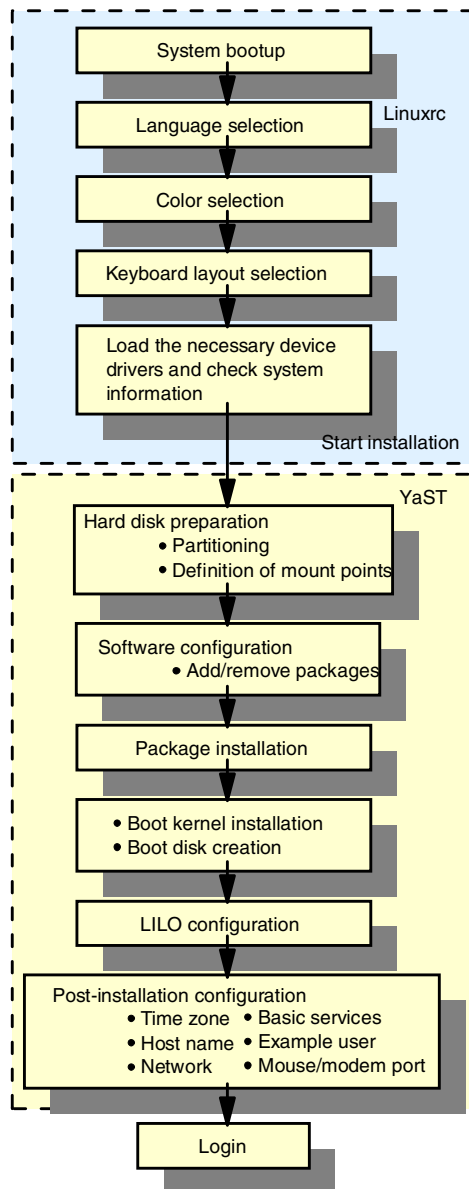 System bootup
Linuxrc
Language selection
Color selection
Keyboard layout selection
Load the necessary device
drivers and check system
information
Start installation
YaST
Hard disk preparation
• Partitioning
• Definition of mount points
Software configuration
• Add/remove packages
Package installation
• Boot kernel installation
• Boot disk creation
LILO configuration
Post-installation configuration
• Time zone • Basic services
• Host name • Example user
• Network • Mouse/modem port
Login